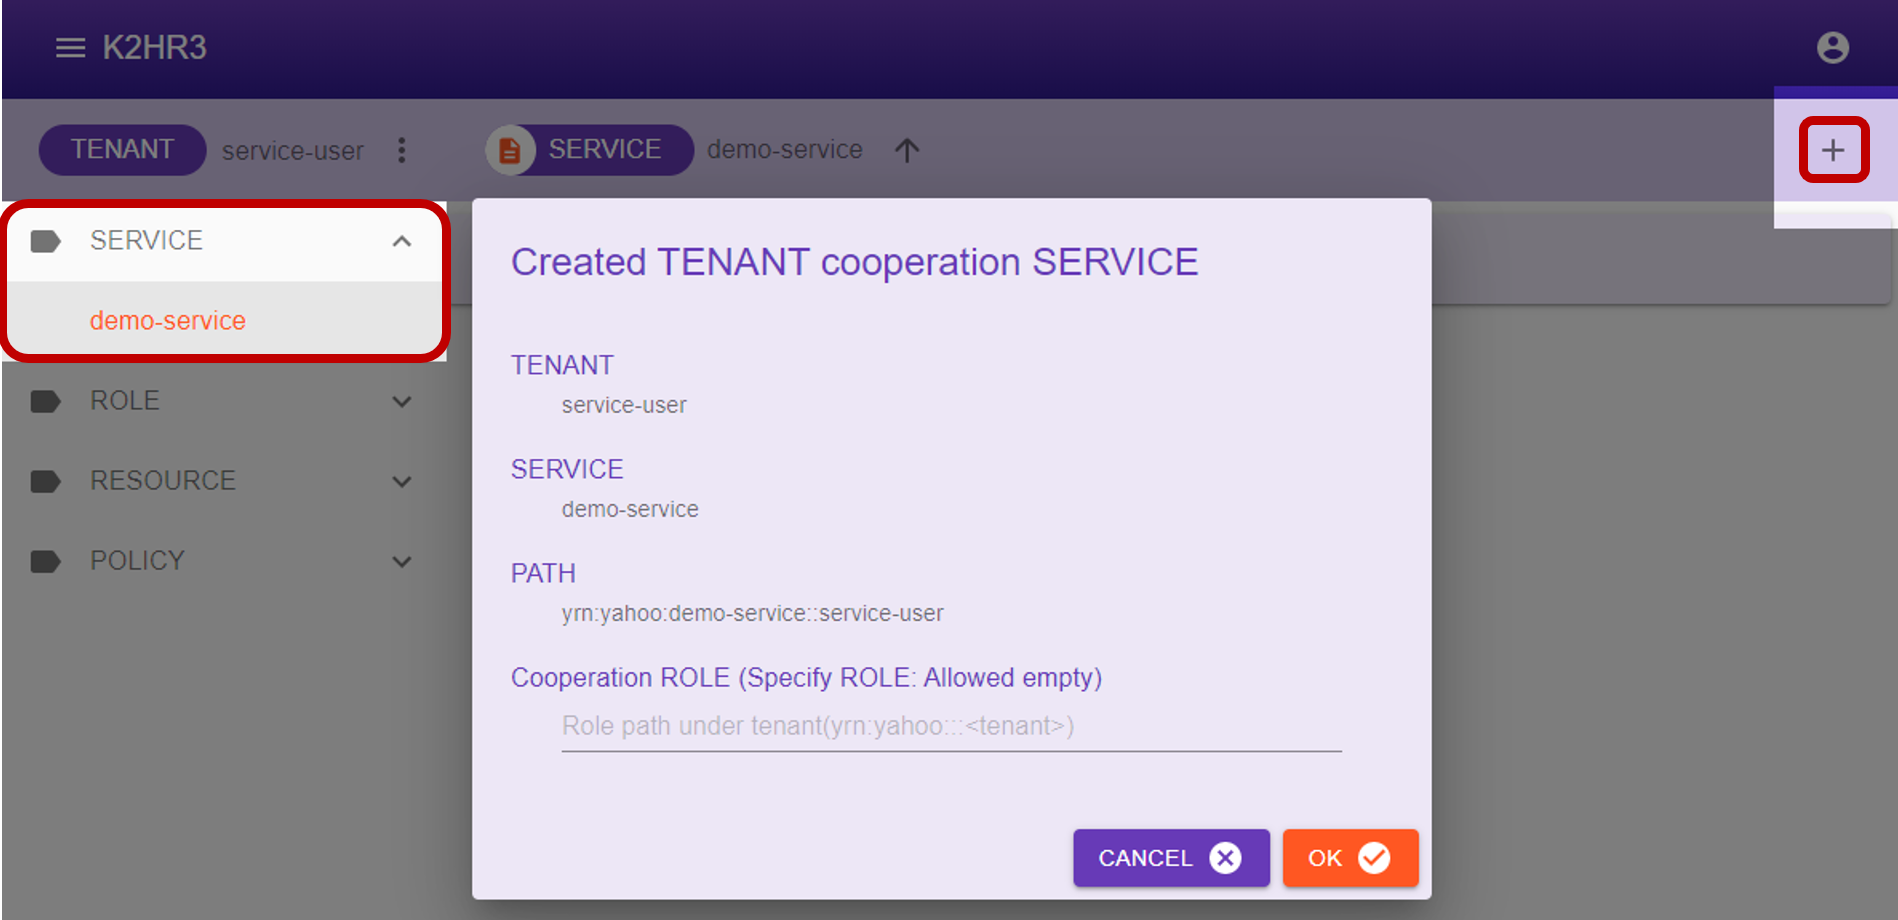 K2HR3
TENANT service-user SERVICE demo-service
SERVICE
demo-service
ROLE
RESOURCE
POLICY
Created TENANT cooperation SERVICE
TENANT
service-user
SERVICE
demo-service
PATH
yrn:yahoo:demo-service::service-user
Cooperation ROLE (Specify ROLE: Allowed empty)
Role path under tenant(yrn:yahoo:::<tenant>)
CANCEL OK